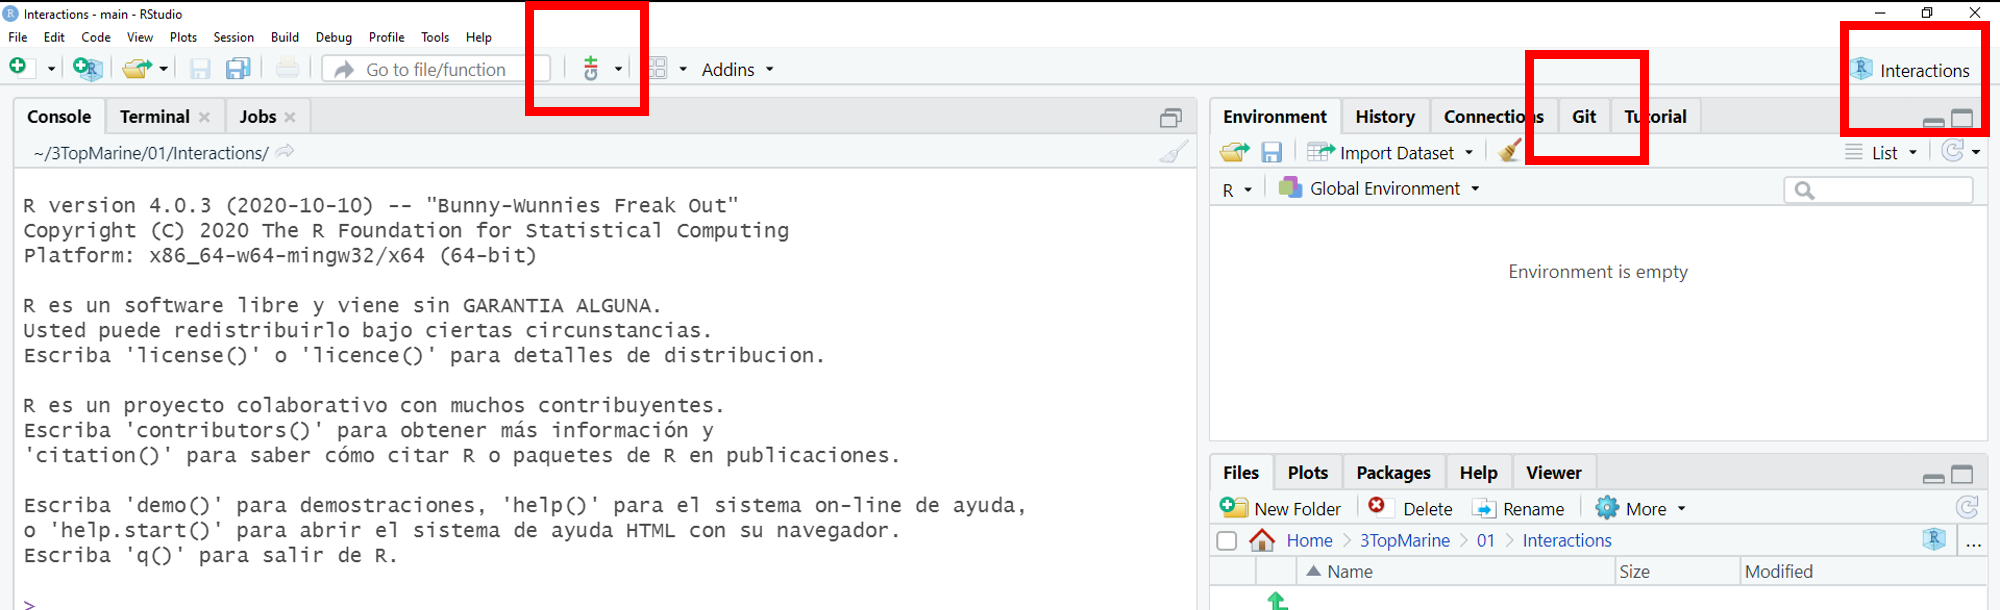 Interactions - main - RStudio
File Edit Code View Plots Session Build Debug Profile Tools Help
Go to file/function Addins Interactions
Console Terminal Jobs
~/3TopMarine/01/Interactions/
R version 4.0.3 (2020-10-10) -- "Bunny-Wunnies Freak Out"
Copyright (C) 2020 The R Foundation for Statistical Computing
Platform: x86_64-w64-mingw32/x64 (64-bit)
R es un software libre y viene sin GARANTIA ALGUNA.
Usted puede redistribuirlo bajo ciertas circunstancias.
Escriba 'license()' o 'licence()' para detalles de distribucion.
R es un proyecto colaborativo con muchos contribuyentes.
Escriba 'contributors()' para obtener más información y
'citation()' para saber cómo citar R o paquetes de R en publicaciones.
Escriba 'demo()' para demostraciones, 'help()' para el sistema on-line de ayuda,
o 'help.start()' para abrir el sistema de ayuda HTML con su navegador.
Escriba 'q()' para salir de R.
>
Environment History Connections Git Tutorial
Import Dataset List
R Global Environment
Environment is empty
Files Plots Packages Help Viewer
New Folder Delete Rename More
Home > 3TopMarine > 01 > Interactions ...
Name Size Modified